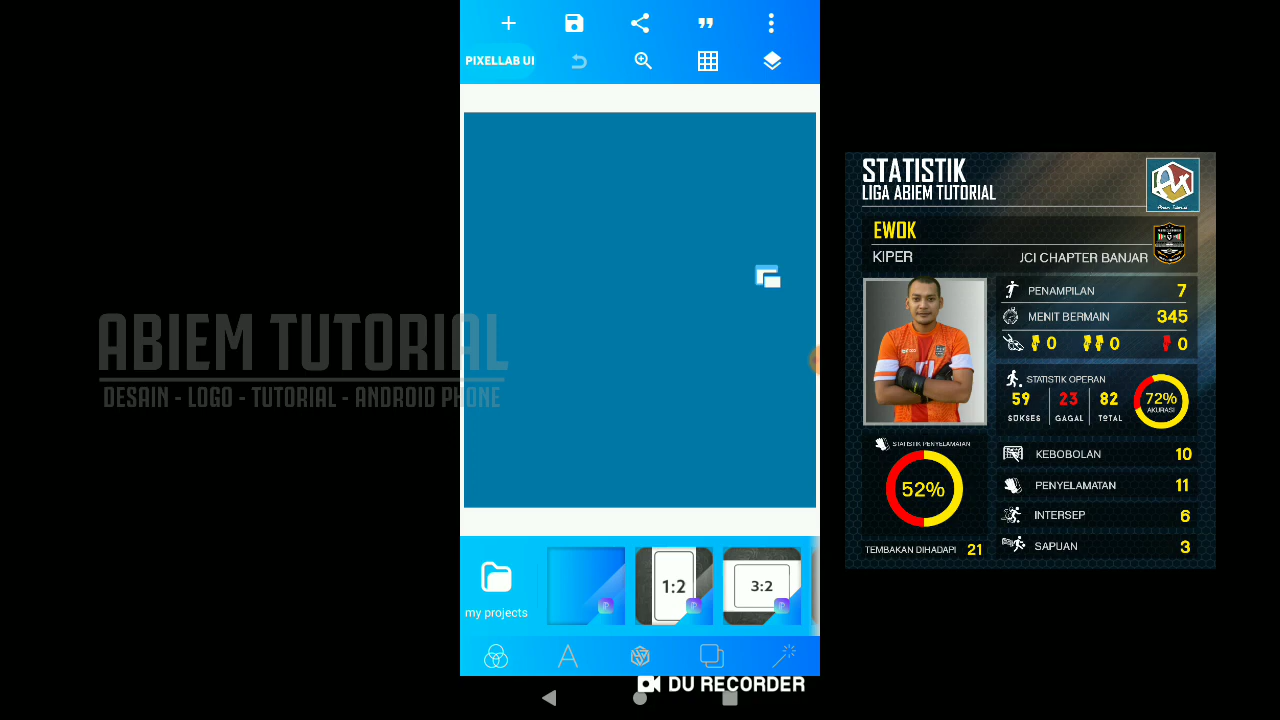 PIXELLAB UI
ABIEM TUTORIAL
DESAIN - LOGO - TUTORIAL - ANDROID PHONE
my projects
1:2
3:2
DU RECORDER
STATISTIK
LIGA ABIEM TUTORIAL
EWOK
KIPER JCI CHAPTER BANJAR
PENAMPILAN 7
MENIT BERMAIN 345
0 0 0
STATISTIK OPERAN
59 23 82
SUKSES GAGAL TOTAL
72%
AKURASI
STATISTIK PENYELAMATAN
52%
TEMBAKAN DIHADAPI 21
KEBOBOLAN 10
PENYELAMATAN 11
INTERSEP 6
SAPUAN 3